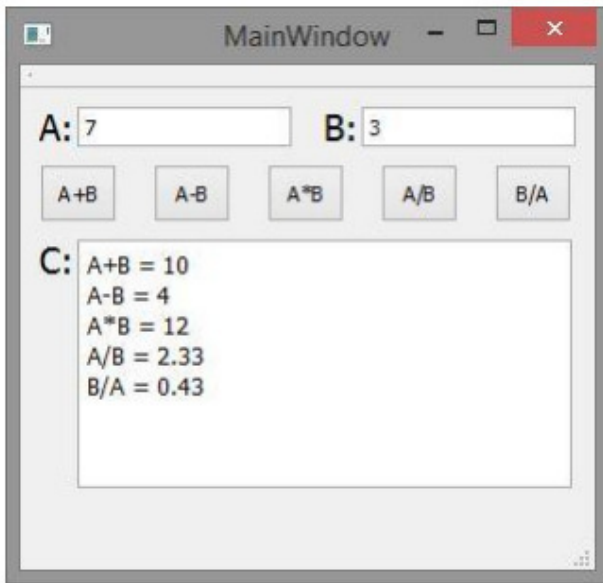 MainWindow
A: 7 B: 3
A+B A-B A*B A/B B/A
C: A+B = 10
A-B = 4
A*B = 12
A/B = 2.33
B/A = 0.43